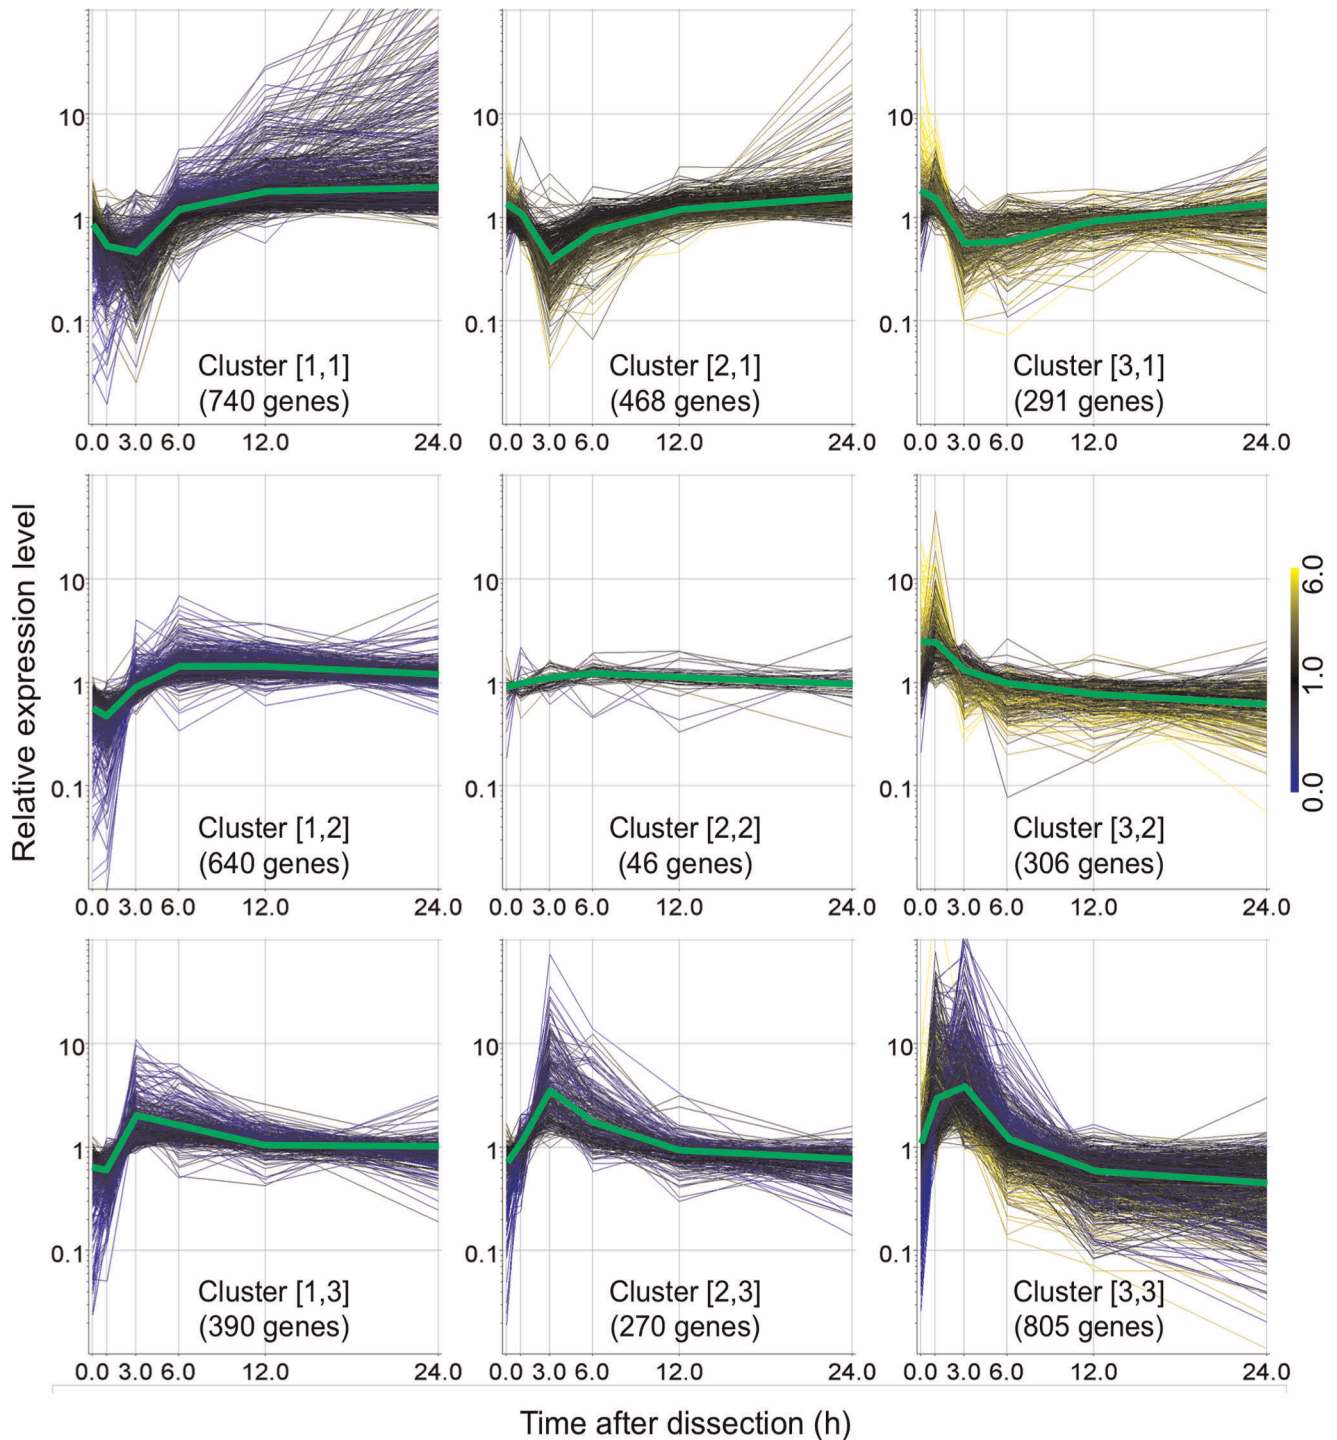 Relative expression level
10
1
0.1
Cluster [1,1]
(740 genes)
0.0 3.0 6.0 12.0 24.0
10
1
0.1
Cluster [2,1]
(468 genes)
0.0 3.0 6.0 12.0 24.0
10
1
0.1
Cluster [3,1]
(291 genes)
0.0 3.0 6.0 12.0 24.0
10
1
0.1
Cluster [1,2]
(640 genes)
0.0 3.0 6.0 12.0 24.0
10
1
0.1
Cluster [2,2]
(46 genes)
0.0 3.0 6.0 12.0 24.0
10
1
0.1
Cluster [3,2]
(306 genes)
0.0 3.0 6.0 12.0 24.0
6.0
1.0
0.0
10
1
0.1
Cluster [1,3]
(390 genes)
0.0 3.0 6.0 12.0 24.0
10
1
0.1
Cluster [2,3]
(270 genes)
0.0 3.0 6.0 12.0 24.0
10
1
0.1
Cluster [3,3]
(805 genes)
0.0 3.0 6.0 12.0 24.0
Time after dissection (h)